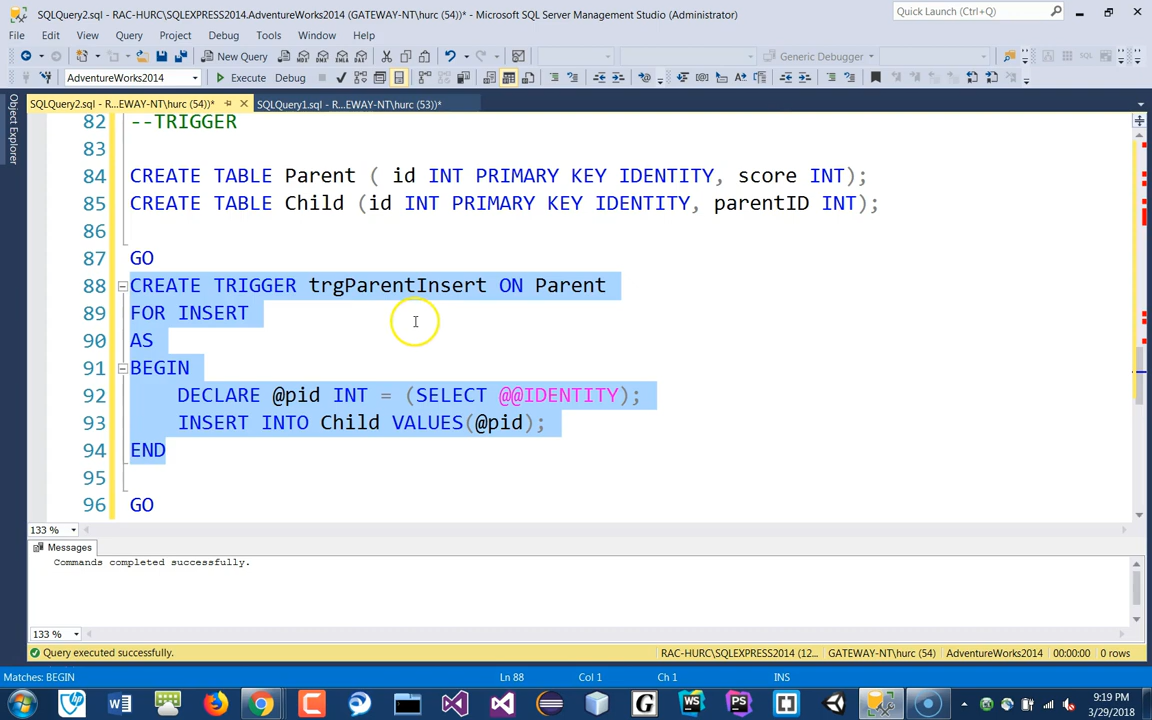 SQLQuery2.sql - RAC-HURC\SQLEXPRESS2014.AdventureWorks2014 (GATEWAY-NT\hurc (54))* - Microsoft SQL Server Management Studio (Administrator)
Quick Launch (Ctrl+Q)
File Edit View Query Project Debug Tools Window Help
New Query
Generic Debugger
AdventureWorks2014
Execute Debug
SQLQuery2.sql - R...EWAY-NT\hurc (54))*
SQLQuery1.sql - R...EWAY-NT\hurc (53))*
Object Explorer
82 --TRIGGER
83
84 CREATE TABLE Parent ( id INT PRIMARY KEY IDENTITY, score INT);
85 CREATE TABLE Child (id INT PRIMARY KEY IDENTITY, parentID INT);
86
87 GO
88 CREATE TRIGGER trgParentInsert ON Parent
89 FOR INSERT
90 AS
91 BEGIN
92 DECLARE @pid INT = (SELECT @@IDENTITY);
93 INSERT INTO Child VALUES(@pid);
94 END
95
96 GO
133 %
Messages
Commands completed successfully.
133 %
Query executed successfully.
RAC-HURC\SQLEXPRESS2014 (12... GATEWAY-NT\hurc (54) AdventureWorks2014 00:00:00 0 rows
Matches: BEGIN
Ln 88 Col 1 Ch 1 INS
9:19 PM
3/29/2018